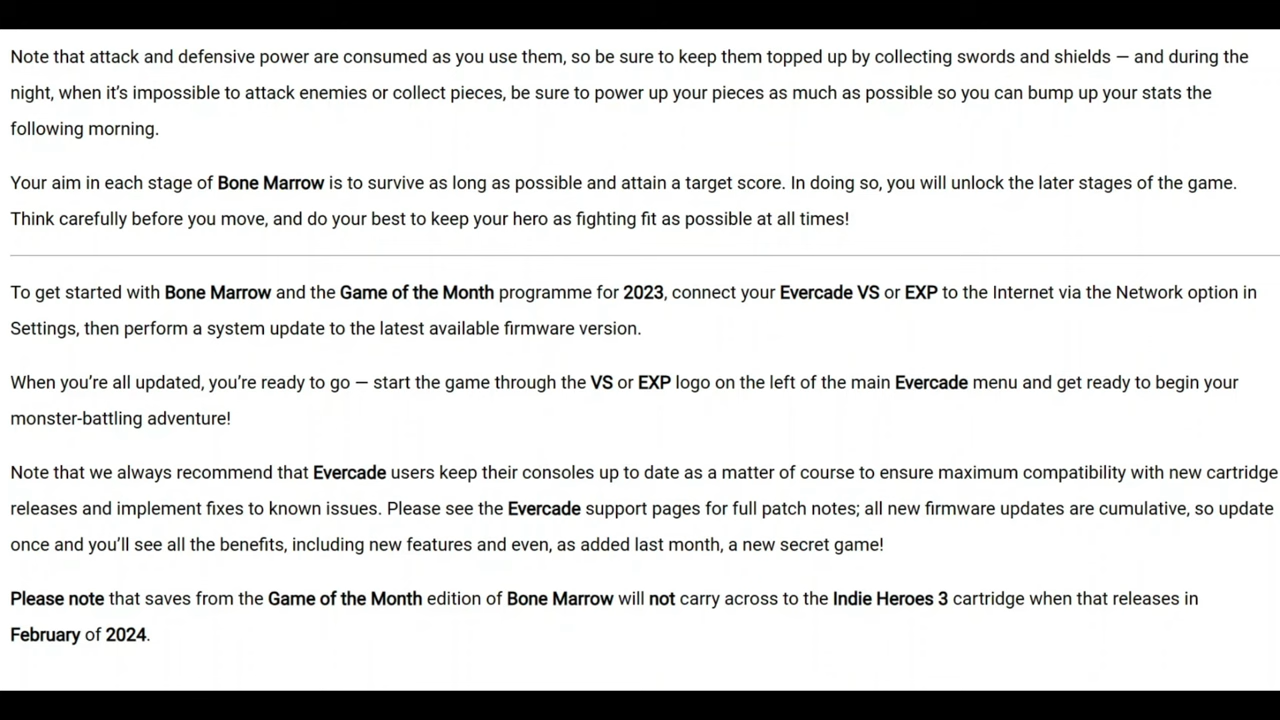 Note that attack and defensive power are consumed as you use them, so be sure to keep them topped up by collecting swords and shields — and during the
night, when it's impossible to attack enemies or collect pieces, be sure to power up your pieces as much as possible so you can bump up your stats the
following morning.
Your aim in each stage of Bone Marrow is to survive as long as possible and attain a target score. In doing so, you will unlock the later stages of the game.
Think carefully before you move, and do your best to keep your hero as fighting fit as possible at all times!
To get started with Bone Marrow and the Game of the Month programme for 2023, connect your Evercade VS or EXP to the Internet via the Network option in
Settings, then perform a system update to the latest available firmware version.
When you're all updated, you're ready to go — start the game through the VS or EXP logo on the left of the main Evercade menu and get ready to begin your
monster-battling adventure!
Note that we always recommend that Evercade users keep their consoles up to date as a matter of course to ensure maximum compatibility with new cartridge
releases and implement fixes to known issues. Please see the Evercade support pages for full patch notes; all new firmware updates are cumulative, so update
once and you'll see all the benefits, including new features and even, as added last month, a new secret game!
Please note that saves from the Game of the Month edition of Bone Marrow will not carry across to the Indie Heroes 3 cartridge when that releases in
February of 2024.